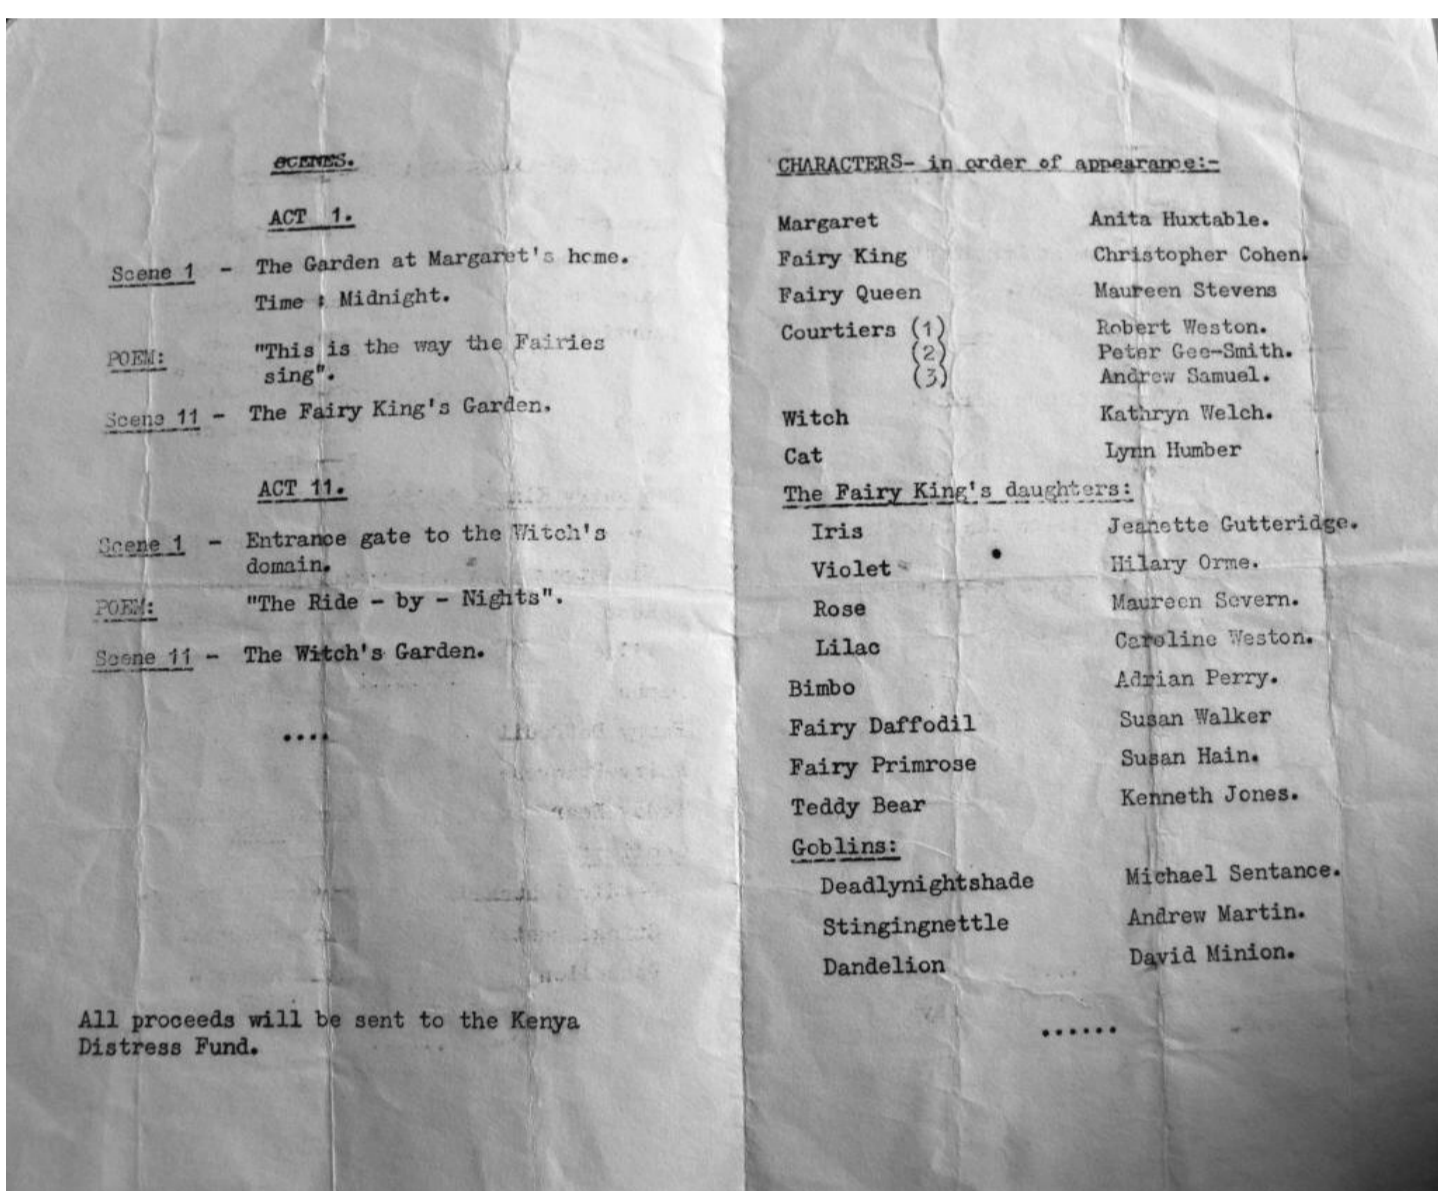 SCENES.
ACT 1.
Scene 1 - The Garden at Margaret's home.
Time : Midnight.
POEM: "This is the way the Fairies
sing".
Scene 11 - The Fairy King's Garden.
ACT 11.
Scene 1 - Entrance gate to the Witch's
domain.
POEM: "The Ride - by - Nights".
Scene 11 - The Witch's Garden.
....
All proceeds will be sent to the Kenya
Distress Fund.
CHARACTERS- in order of appearance:-
Margaret Anita Huxtable.
Fairy King Christopher Cohen.
Fairy Queen Maureen Stevens
Courtiers (1) Robert Weston.
(2) Peter Gee-Smith.
(3) Andrew Samuel.
Witch Kathryn Welch.
Cat Lynn Humber
The Fairy King's daughters:
Iris Jeanette Gutteridge.
Violet Hilary Orme.
Rose Maureen Severn.
Lilac Caroline Weston.
Bimbo Adrian Perry.
Fairy Daffodil Susan Walker
Fairy Primrose Susan Hain.
Teddy Bear Kenneth Jones.
Goblins:
Deadlynightshade Michael Sentance.
Stingingnettle Andrew Martin.
Dandelion David Minion.
......